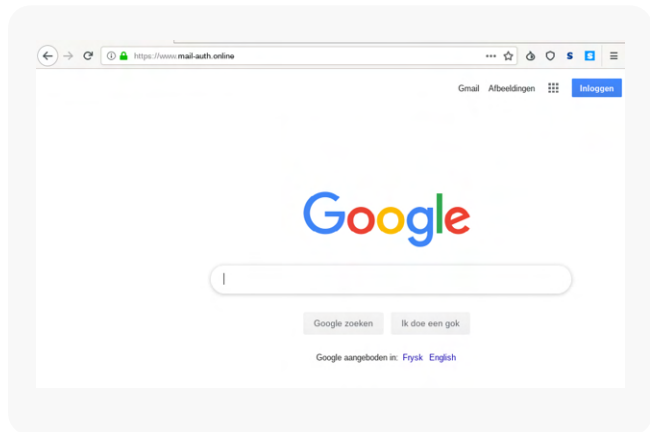 https://www.mail-auth.online
Gmail Afbeeldingen Inloggen
Google
Google zoeken Ik doe een gok
Google aangeboden in: Frysk English